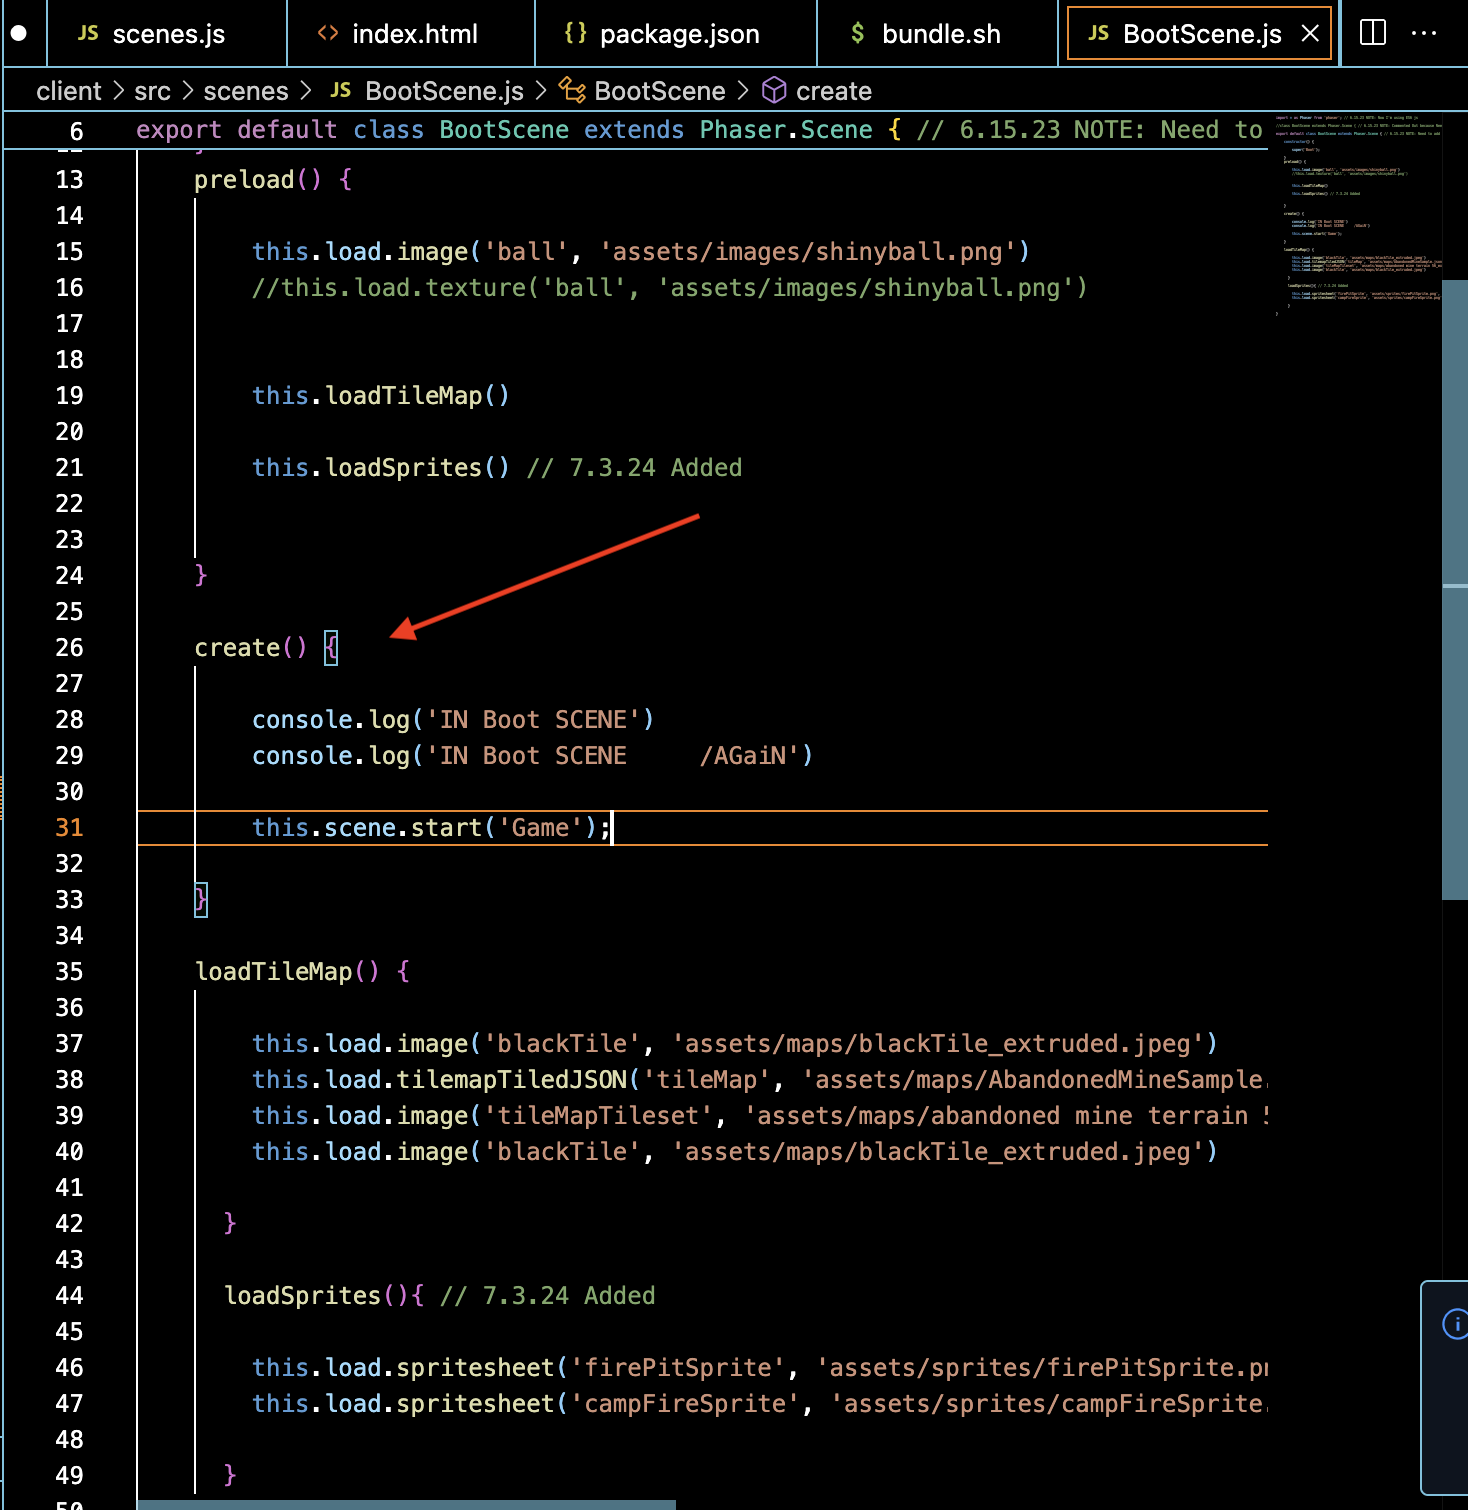 JS scenes.js <> index.html {} package.json $ bundle.sh JS BootScene.js
client > src > scenes > JS BootScene.js > BootScene > create
6 export default class BootScene extends Phaser.Scene { // 6.15.23 NOTE: Need to
13 preload() {
14
15 this.load.image('ball', 'assets/images/shinyball.png')
16 //this.load.texture('ball', 'assets/images/shinyball.png')
17
18
19 this.loadTileMap()
20
21 this.loadSprites() // 7.3.24 Added
22
23
24 }
25
26 create() {
27
28 console.log('IN Boot SCENE')
29 console.log('IN Boot SCENE     /AGaiN')
30
31 this.scene.start('Game');
32
33 }
34
35 loadTileMap() {
36
37 this.load.image('blackTile', 'assets/maps/blackTile_extruded.jpeg')
38 this.load.tilemapTiledJSON('tileMap', 'assets/maps/AbandonedMineSample.
39 this.load.image('tileMapTileset', 'assets/maps/abandoned mine terrain 5
40 this.load.image('blackTile', 'assets/maps/blackTile_extruded.jpeg')
41
42 }
43
44 loadSprites(){ // 7.3.24 Added
45
46 this.load.spritesheet('firePitSprite', 'assets/sprites/firePitSprite.pn
47 this.load.spritesheet('campFireSprite', 'assets/sprites/campFireSprite.
48
49 }
50